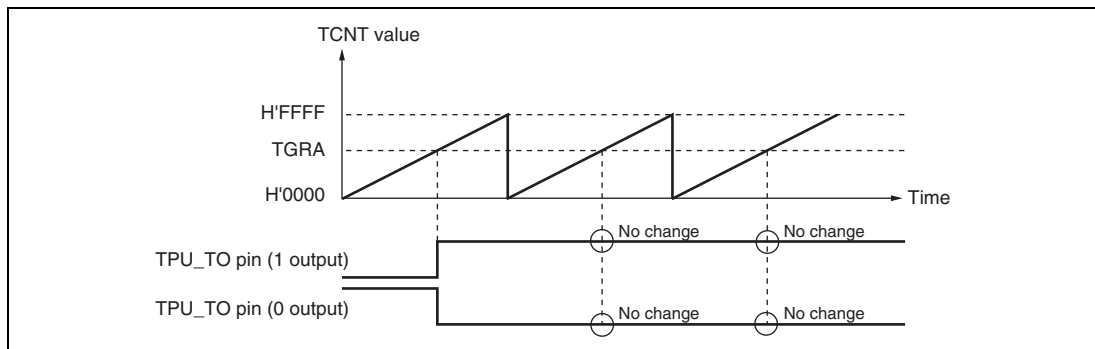 TCNT value
H'FFFF
TGRA
H'0000
Time
No change
No change
TPU_TO pin (1 output)
TPU_TO pin (0 output)
No change
No change